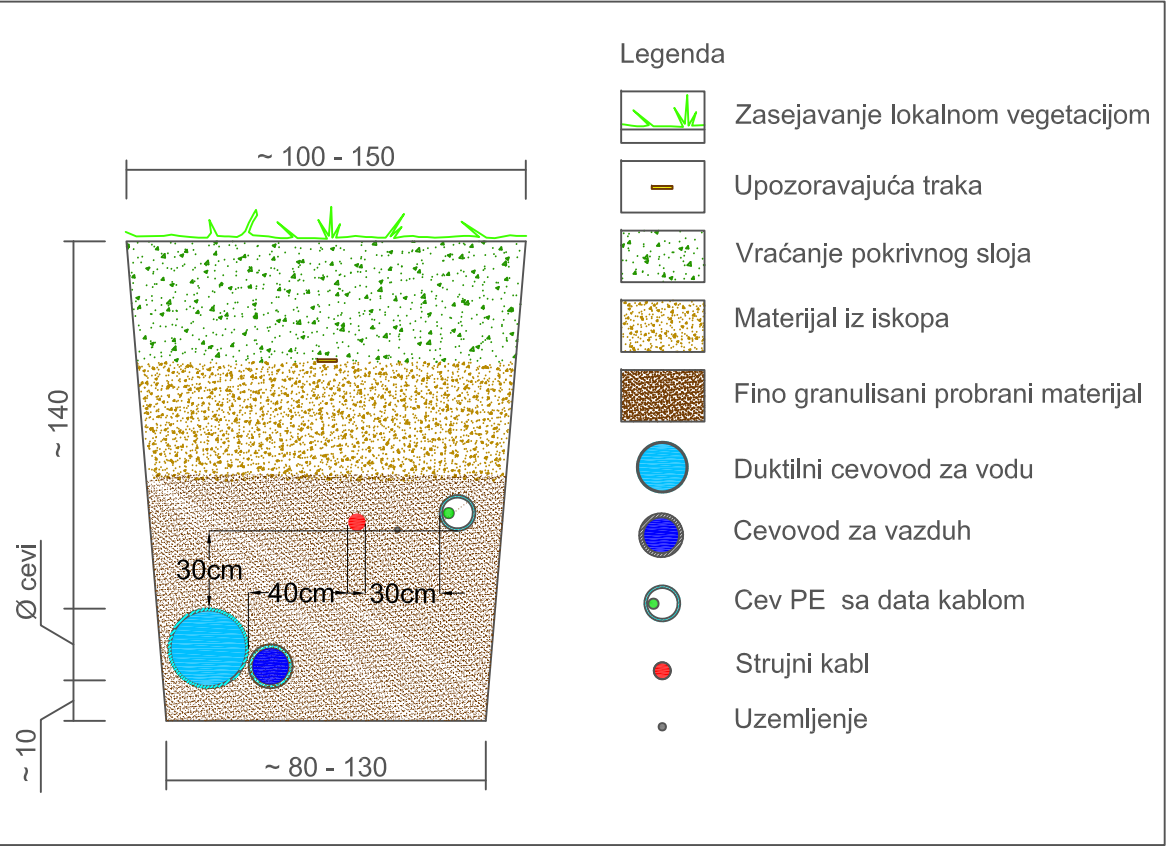 Legenda
Zasejavanje lokalnom vegetacijom
Upozoravajuća traka
Vraćanje pokrivnog sloja
Materijal iz iskopa
Fino granulisani probrani materijal
Duktilni cevovod za vodu
Cevovod za vazduh
Cev PE sa data kablom
Strujni kabl
Uzemljenje
~ 100 - 150
~ 140
30cm
40cm
30cm
Ø cevi
~ 10
~ 80 - 130